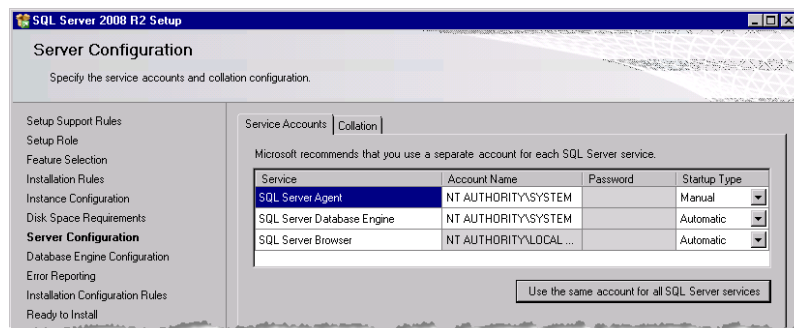 SQL Server 2008 R2 Setup
Server Configuration
Specify the service accounts and collation configuration.
Setup Support Rules
Setup Role
Feature Selection
Installation Rules
Instance Configuration
Disk Space Requirements
Server Configuration
Database Engine Configuration
Error Reporting
Installation Configuration Rules
Ready to Install
Service Accounts Collation
Microsoft recommends that you use a separate account for each SQL Server service.
Service Account Name Password Startup Type
SQL Server Agent NT AUTHORITY\SYSTEM Manual
SQL Server Database Engine NT AUTHORITY\SYSTEM Automatic
SQL Server Browser NT AUTHORITY\LOCAL ... Automatic
Use the same account for all SQL Server services